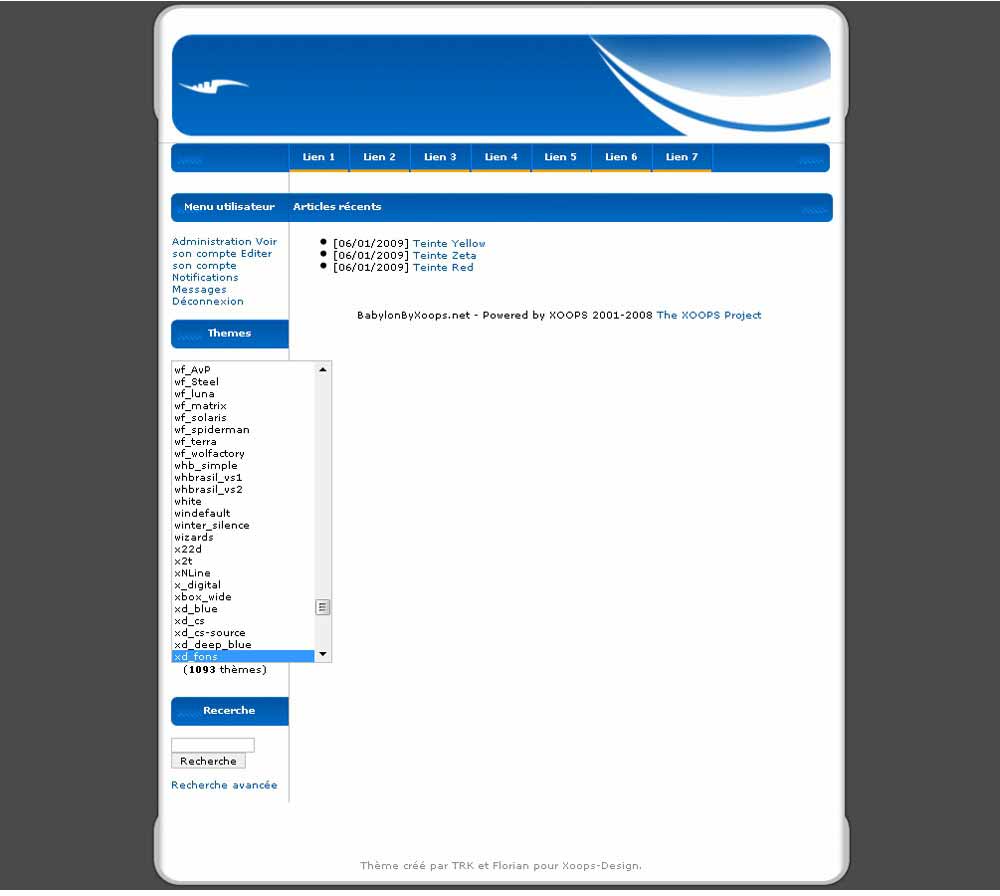 Lien 1 Lien 2 Lien 3 Lien 4 Lien 5 Lien 6 Lien 7
Menu utilisateur
Administration Voir
son compte Editer
son compte
Notifications
Messages
Déconnexion
Themes
wf_AvP
wf_Steel
wf_luna
wf_matrix
wf_solaris
wf_spiderman
wf_terra
wf_wolfactory
whb_simple
whbrasil_vs1
whbrasil_vs2
white
windefault
winter_silence
wizards
x22d
x2t
xNLine
x_digital
xbox_wide
xd_blue
xd_cs
xd_cs-source
xd_deep_blue
xd_fons
(1093 thèmes)
Recerche
Recherche
Recherche avancée
Articles récents
[06/01/2009] Teinte Yellow
[06/01/2009] Teinte Zeta
[06/01/2009] Teinte Red
BabylonByXoops.net - Powered by XOOPS 2001-2008 The XOOPS Project
Thème créé par TRK et Florian pour Xoops-Design.